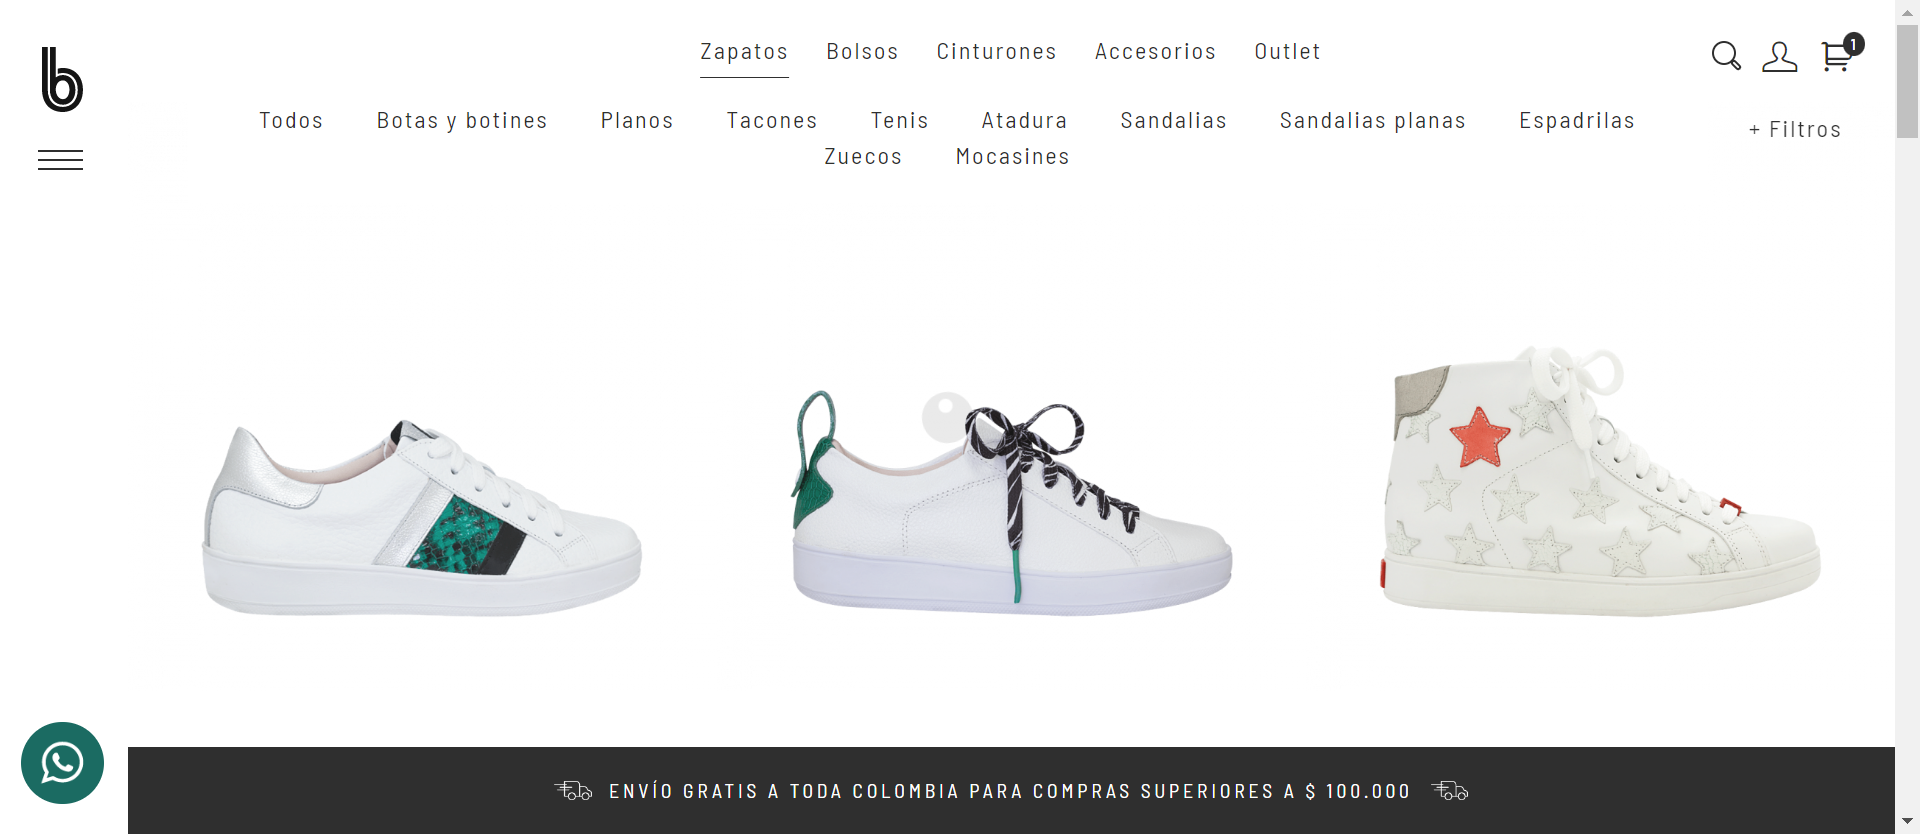 b
Zapatos Bolsos Cinturones Accesorios Outlet
1
Todos Botas y botines Planos Tacones Tenis Atadura Sandalias Sandalias planas Espadrilas
Zuecos Mocasines
+ Filtros
ENVÍO GRATIS A TODA COLOMBIA PARA COMPRAS SUPERIORES A $ 100.000